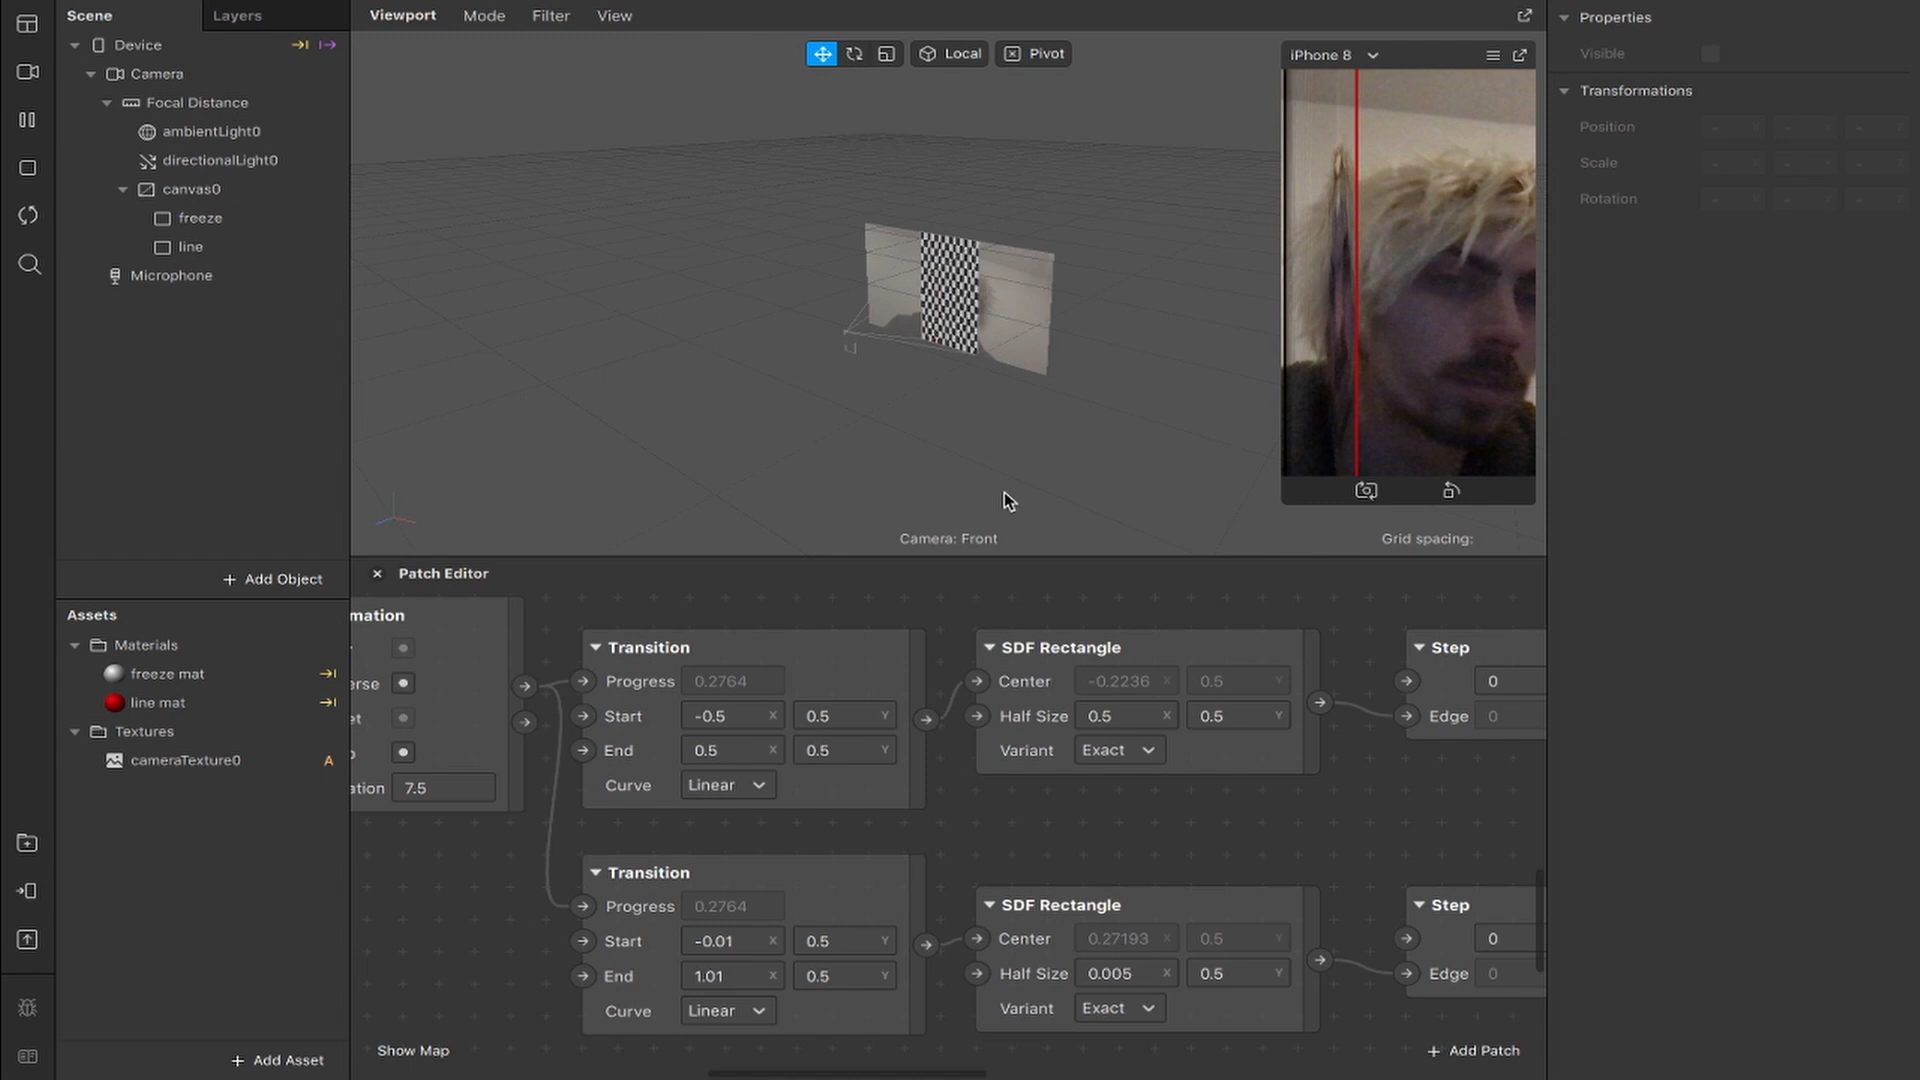 Scene Layers
Device
Camera
Focal Distance
ambientLight0
directionalLight0
canvas0
freeze
line
Microphone
+ Add Object
Assets
Materials
freeze mat
line mat
Textures
cameraTexture0 A
+ Add Asset
Viewport Mode Filter View
Local Pivot
iPhone 8
Camera: Front Grid spacing:
× Patch Editor
mation
erse
et
ation 7.5
Transition
Progress 0.2764
Start -0.5 X 0.5 Y
End 0.5 X 0.5 Y
Curve Linear
SDF Rectangle
Center -0.2236 X 0.5 Y
Half Size 0.5 X 0.5 Y
Variant Exact
Step
0
Edge 0
Transition
Progress 0.2764
Start -0.01 X 0.5 Y
End 1.01 X 0.5 Y
Curve Linear
SDF Rectangle
Center 0.27193 X 0.5 Y
Half Size 0.005 X 0.5 Y
Variant Exact
Step
0
Edge 0
Show Map + Add Patch
Properties
Visible
Transformations
Position - X - Y - Z
Scale - X - Y - Z
Rotation - X - Y - Z